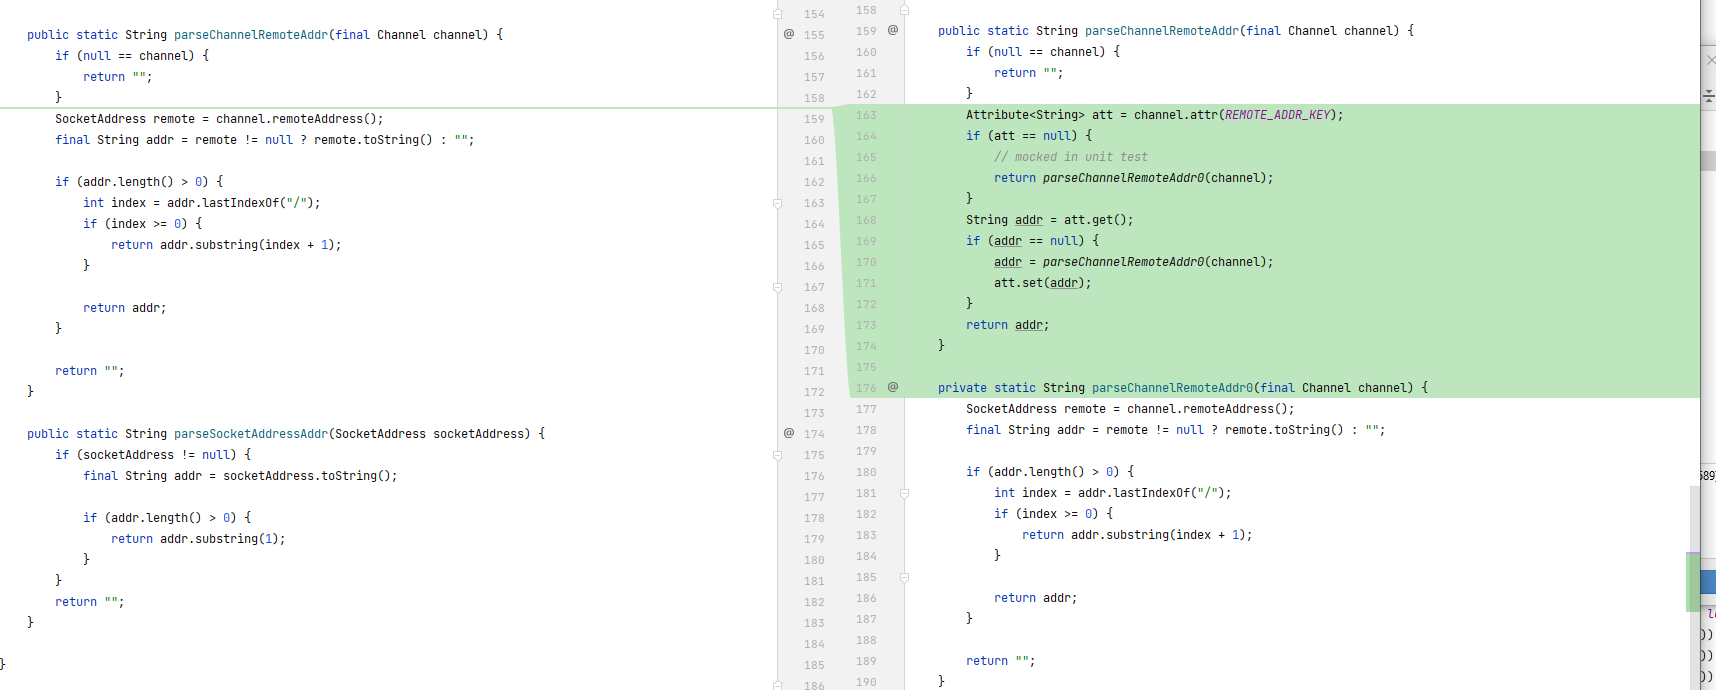 public static String parseChannelRemoteAddr(final Channel channel) {
if (null == channel) {
return "";
}
SocketAddress remote = channel.remoteAddress();
final String addr = remote != null ? remote.toString() : "";
if (addr.length() > 0) {
int index = addr.lastIndexOf("/");
if (index >= 0) {
return addr.substring(index + 1);
}
return addr;
}
return "";
}
public static String parseSocketAddressAddr(SocketAddress socketAddress) {
if (socketAddress != null) {
final String addr = socketAddress.toString();
if (addr.length() > 0) {
return addr.substring(1);
}
}
return "";
}
}
154
@ 155
156
157
158
159
160
161
162
163
164
165
166
167
168
169
170
171
172
173
@ 174
175
176
177
178
179
180
181
182
183
184
185
186
158
159 @ public static String parseChannelRemoteAddr(final Channel channel) {
160 if (null == channel) {
161 return "";
162 }
163 Attribute<String> att = channel.attr(REMOTE_ADDR_KEY);
164 if (att == null) {
165 // mocked in unit test
166 return parseChannelRemoteAddr0(channel);
167 }
168 String addr = att.get();
169 if (addr == null) {
170 addr = parseChannelRemoteAddr0(channel);
171 att.set(addr);
172 }
173 return addr;
174 }
175
176 @ private static String parseChannelRemoteAddr0(final Channel channel) {
177 SocketAddress remote = channel.remoteAddress();
178 final String addr = remote != null ? remote.toString() : "";
179
180 if (addr.length() > 0) {
181 int index = addr.lastIndexOf("/");
182 if (index >= 0) {
183 return addr.substring(index + 1);
184 }
185
186 return addr;
187 }
188
189 return "";
190 }
))
))
))